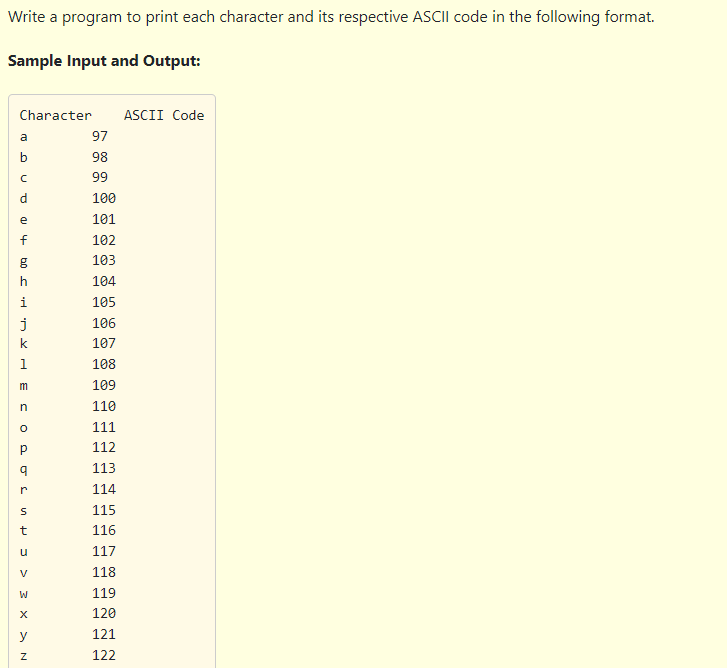 Write a program to print each character and its respective ASCII code in the following format.
Sample Input and Output:
Character    ASCII Code
a        97
b        98
c        99
d        100
e        101
f        102
g        103
h        104
i        105
j        106
k        107
l        108
m        109
n        110
o        111
p        112
q        113
r        114
s        115
t        116
u        117
v        118
w        119
x        120
y        121
z        122